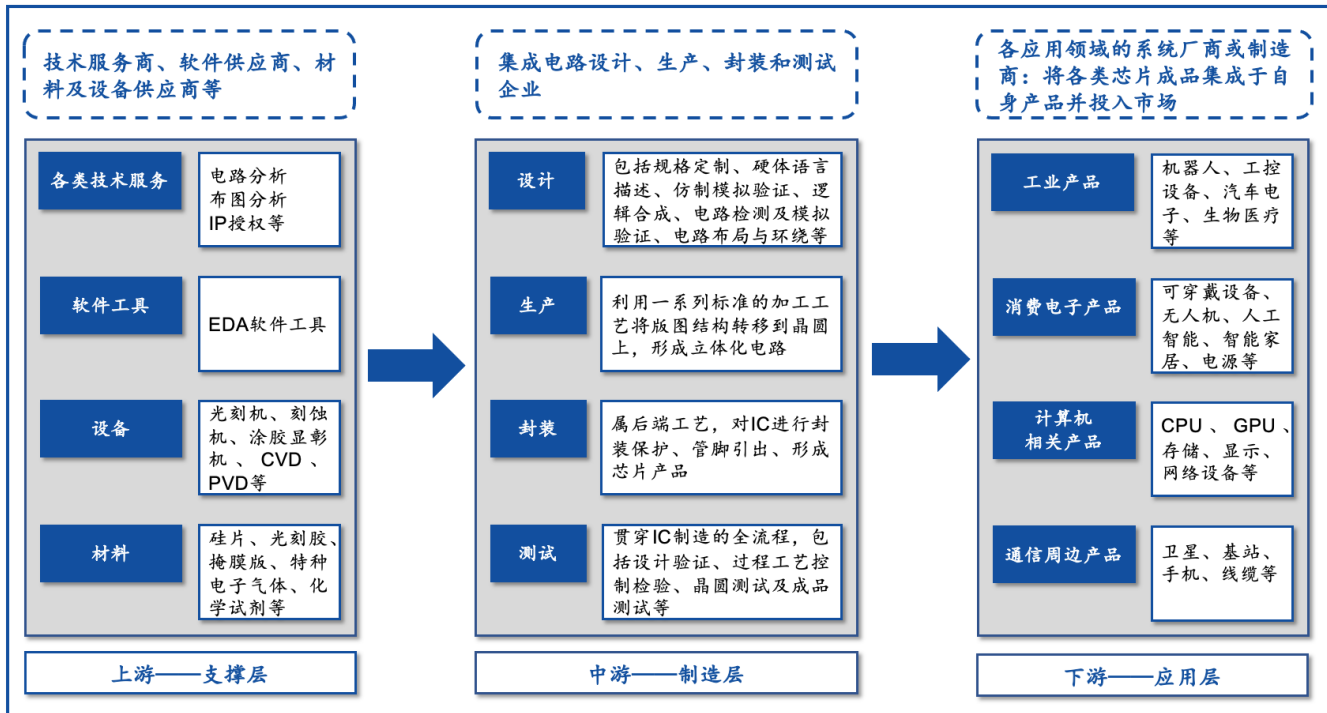 技术服务商、软件供应商、材
料及设备供应商等
各类技术服务
电路分析
布图分析
IP授权等
软件工具
EDA软件工具
设备
光刻机、刻蚀
机、涂胶显彰
机、CVD、
PVD等
材料
硅片、光刻胶、
掩膜版、特种
电子气体、化
学试剂等
上游——支撑层
集成电路设计、生产、封装和测试
企业
设计
包括规格定制、硬体语言
描述、仿制模拟验证、逻
辑合成、电路检测及模拟
验证、电路布局与环绕等
生产
利用一系列标准的加工工
艺将版图结构转移到晶圆
上，形成立体化电路
封装
属后端工艺，对IC进行封
装保护、管脚引出、形成
芯片产品
测试
贯穿IC制造的全流程，包
括设计验证、过程工艺控
制检验、晶圆测试及成品
测试等
中游——制造层
各应用领域的系统厂商或制造
商：将各类芯片成品集成于自
身产品并投入市场
工业产品
机器人、工控
设备、汽车电
子、生物医疗
等
消费电子产品
可穿戴设备、
无人机、人工
智能、智能家
居、电源等
计算机
相关产品
CPU、GPU、
存储、显示、
网络设备等
通信周边产品
卫星、基站、
手机、线缆等
下游——应用层